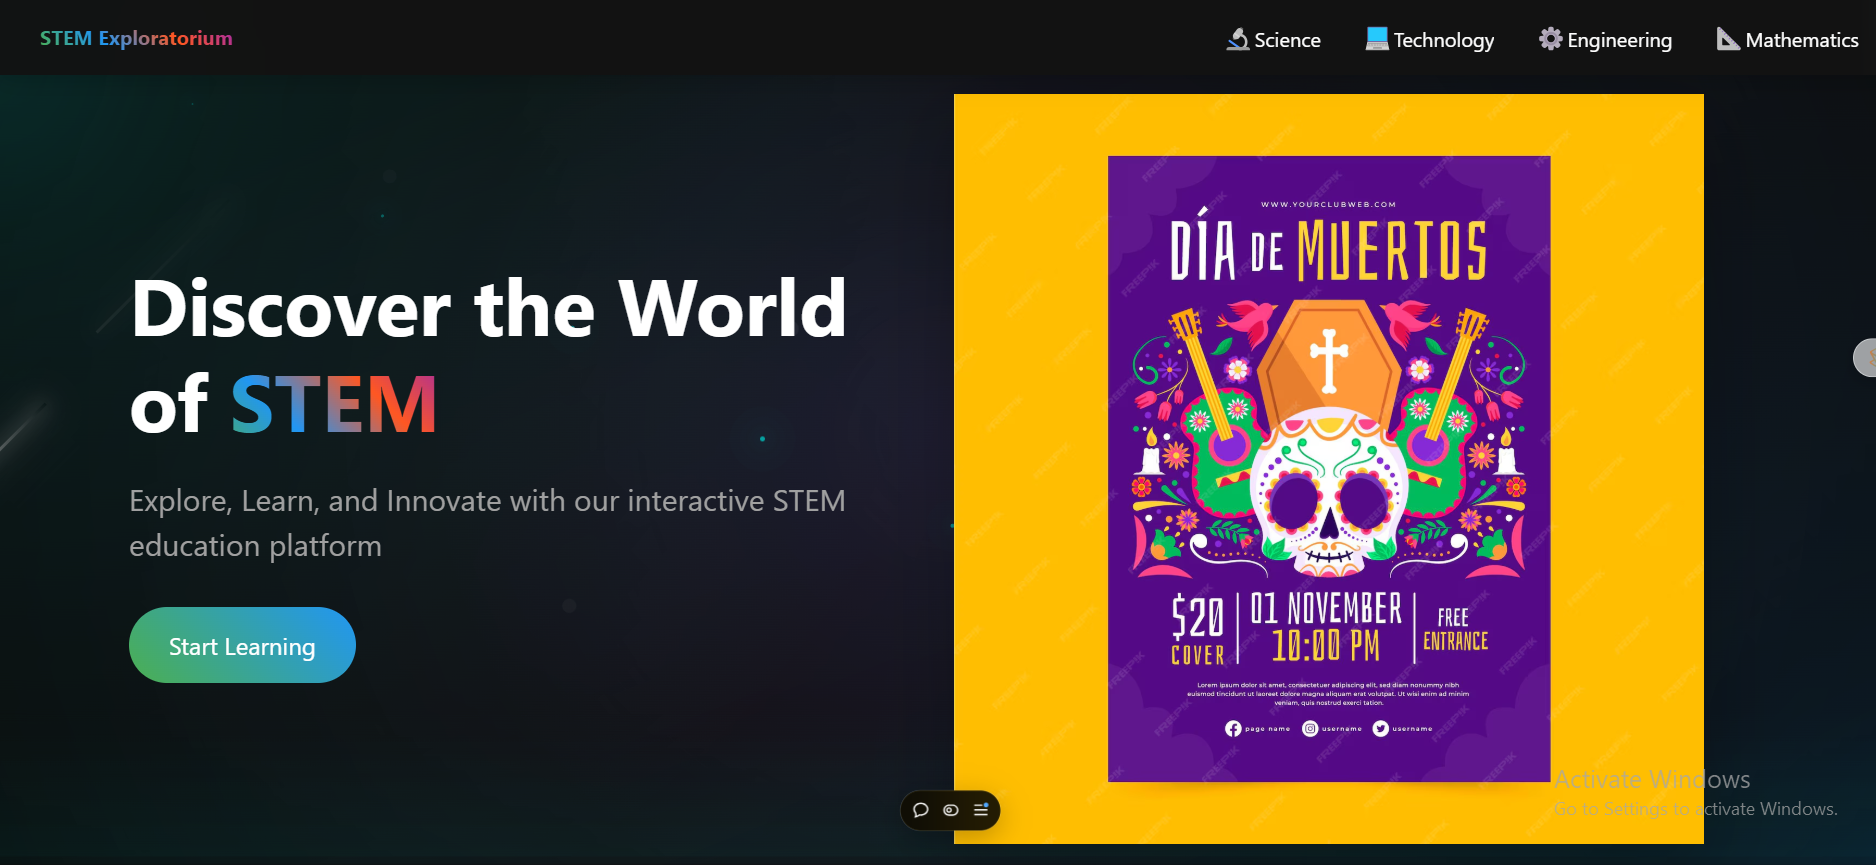 STEM Exploratorium
Science
Technology
Engineering
Mathematics
Discover the World
of STEM
Explore, Learn, and Innovate with our interactive STEM
education platform
Start Learning
WWW.YOURCLUBWEB.COM
DÍA DE MUERTOS
$20
COVER
01 NOVEMBER
10:00 PM
FREE
ENTRANCE
Lorem ipsum dolor sit amet, consectetuer adipiscing elit, sed diam nonummy nibh
euismod tincidunt ut laoreet dolore magna aliquam erat volutpat. Ut wisi enim ad minim
veniam, quis nostrud exerci tation.
page name
username
username
FREEPIK
Activate Windows
Go to Settings to activate Windows.